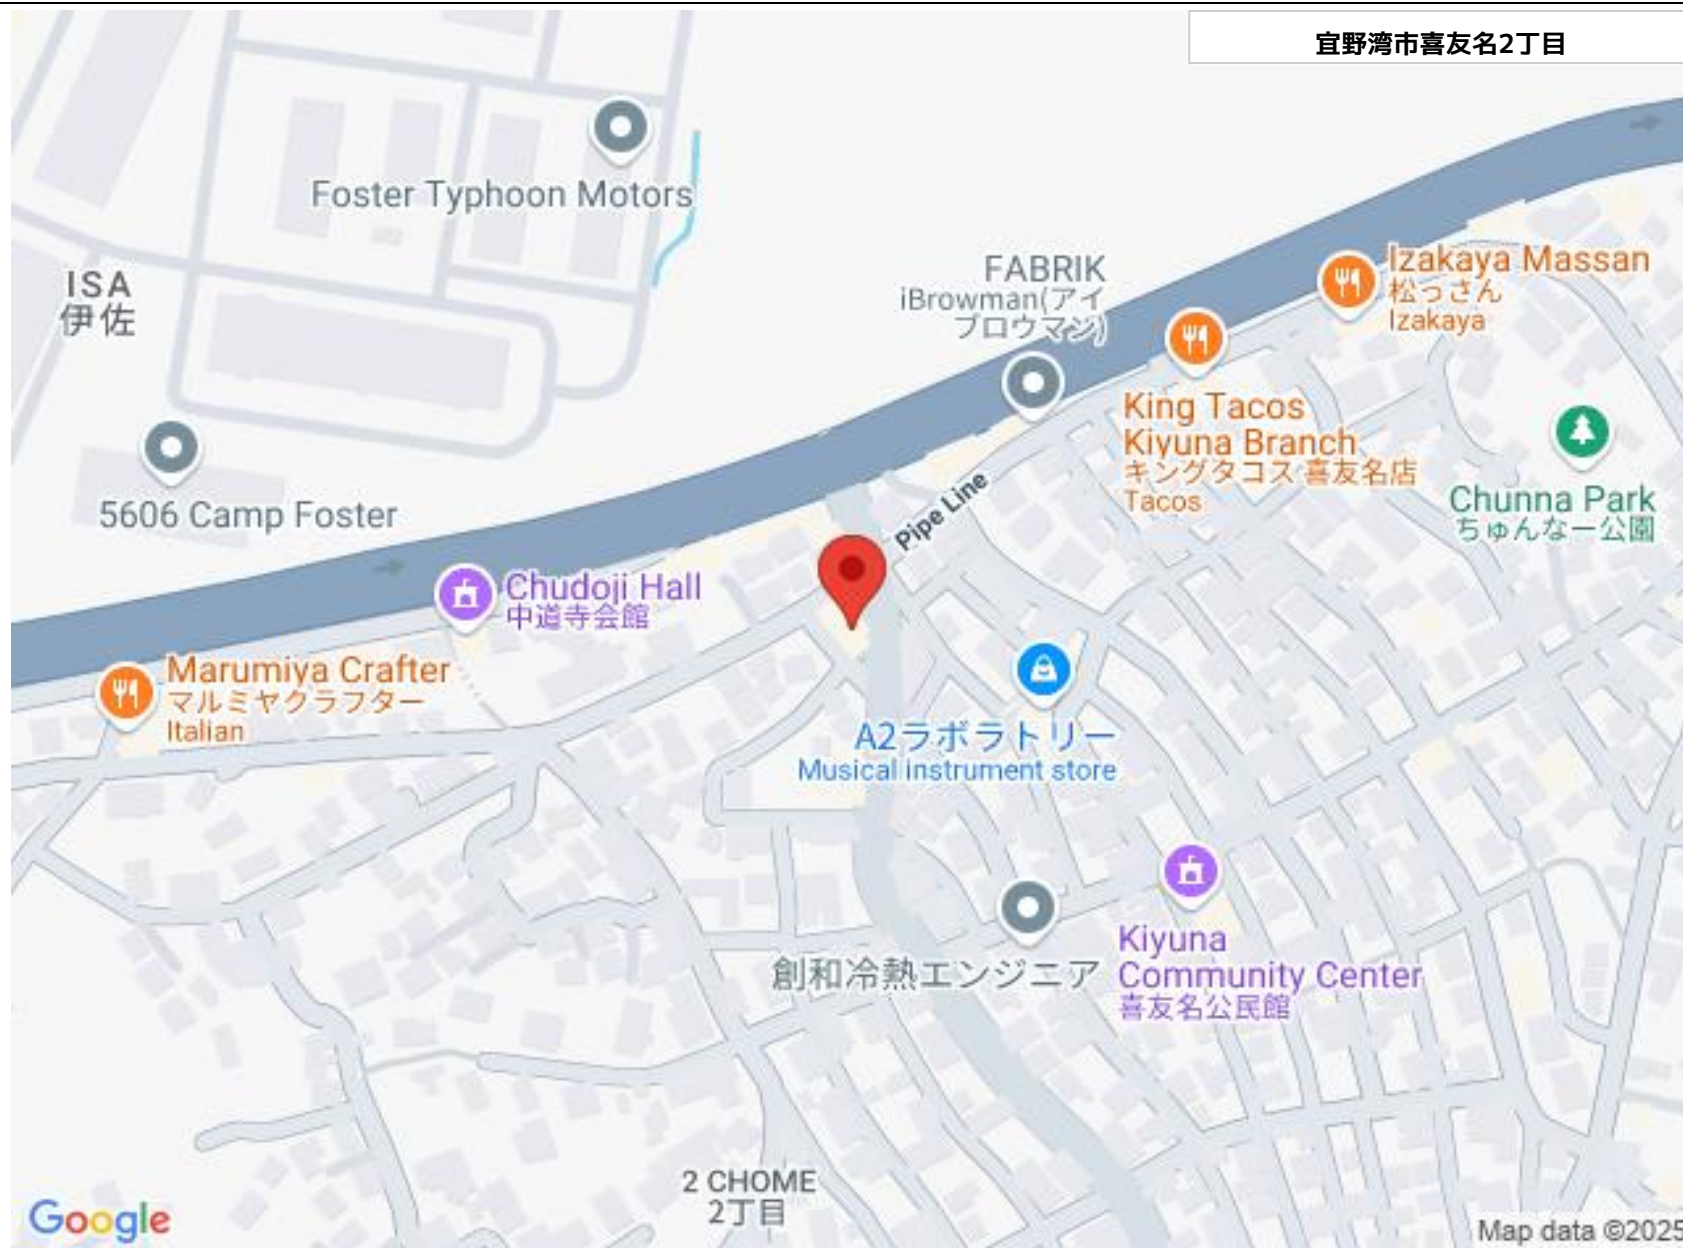 宜野湾市喜友名2丁目
Foster Typhoon Motors
ISA
伊佐
FABRIK
iBrowman(アイ
ブロウマン)
Izakaya Massan
松っさん
Izakaya
King Tacos
Kiyuna Branch
キングタコス 喜友名店
Tacos
Chunna Park
ちゅんなー公園
5606 Camp Foster
Pipe Line
Chudoji Hall
中道寺会館
Marumiya Crafter
マルミヤクラフター
Italian
A2ラボラトリー
Musical instrument store
創和冷熱エンジニア
Kiyuna
Community Center
喜友名公民館
2 CHOME
2丁目
Google
Map data ©2025